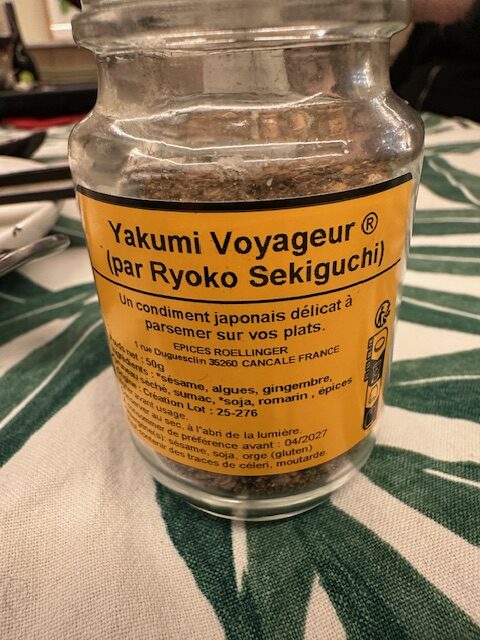 Yakumi Voyageur ®
(par Ryoko Sekiguchi)
Un condiment japonais délicat à
parsemer sur vos plats.
EPICES ROELLINGER
1 rue Duguesclin 35260 CANCALE FRANCE
net : 50g
: *sésame, algues, gingembre,
séché, sumac, *soja, romarin , épices
: Création Lot : 25-276
avant usage.
au sec, à l'abri de la lumière.
de préférence avant : 04/2027
: sésame, soja, orge (gluten)
contenir des traces de céleri, moutarde